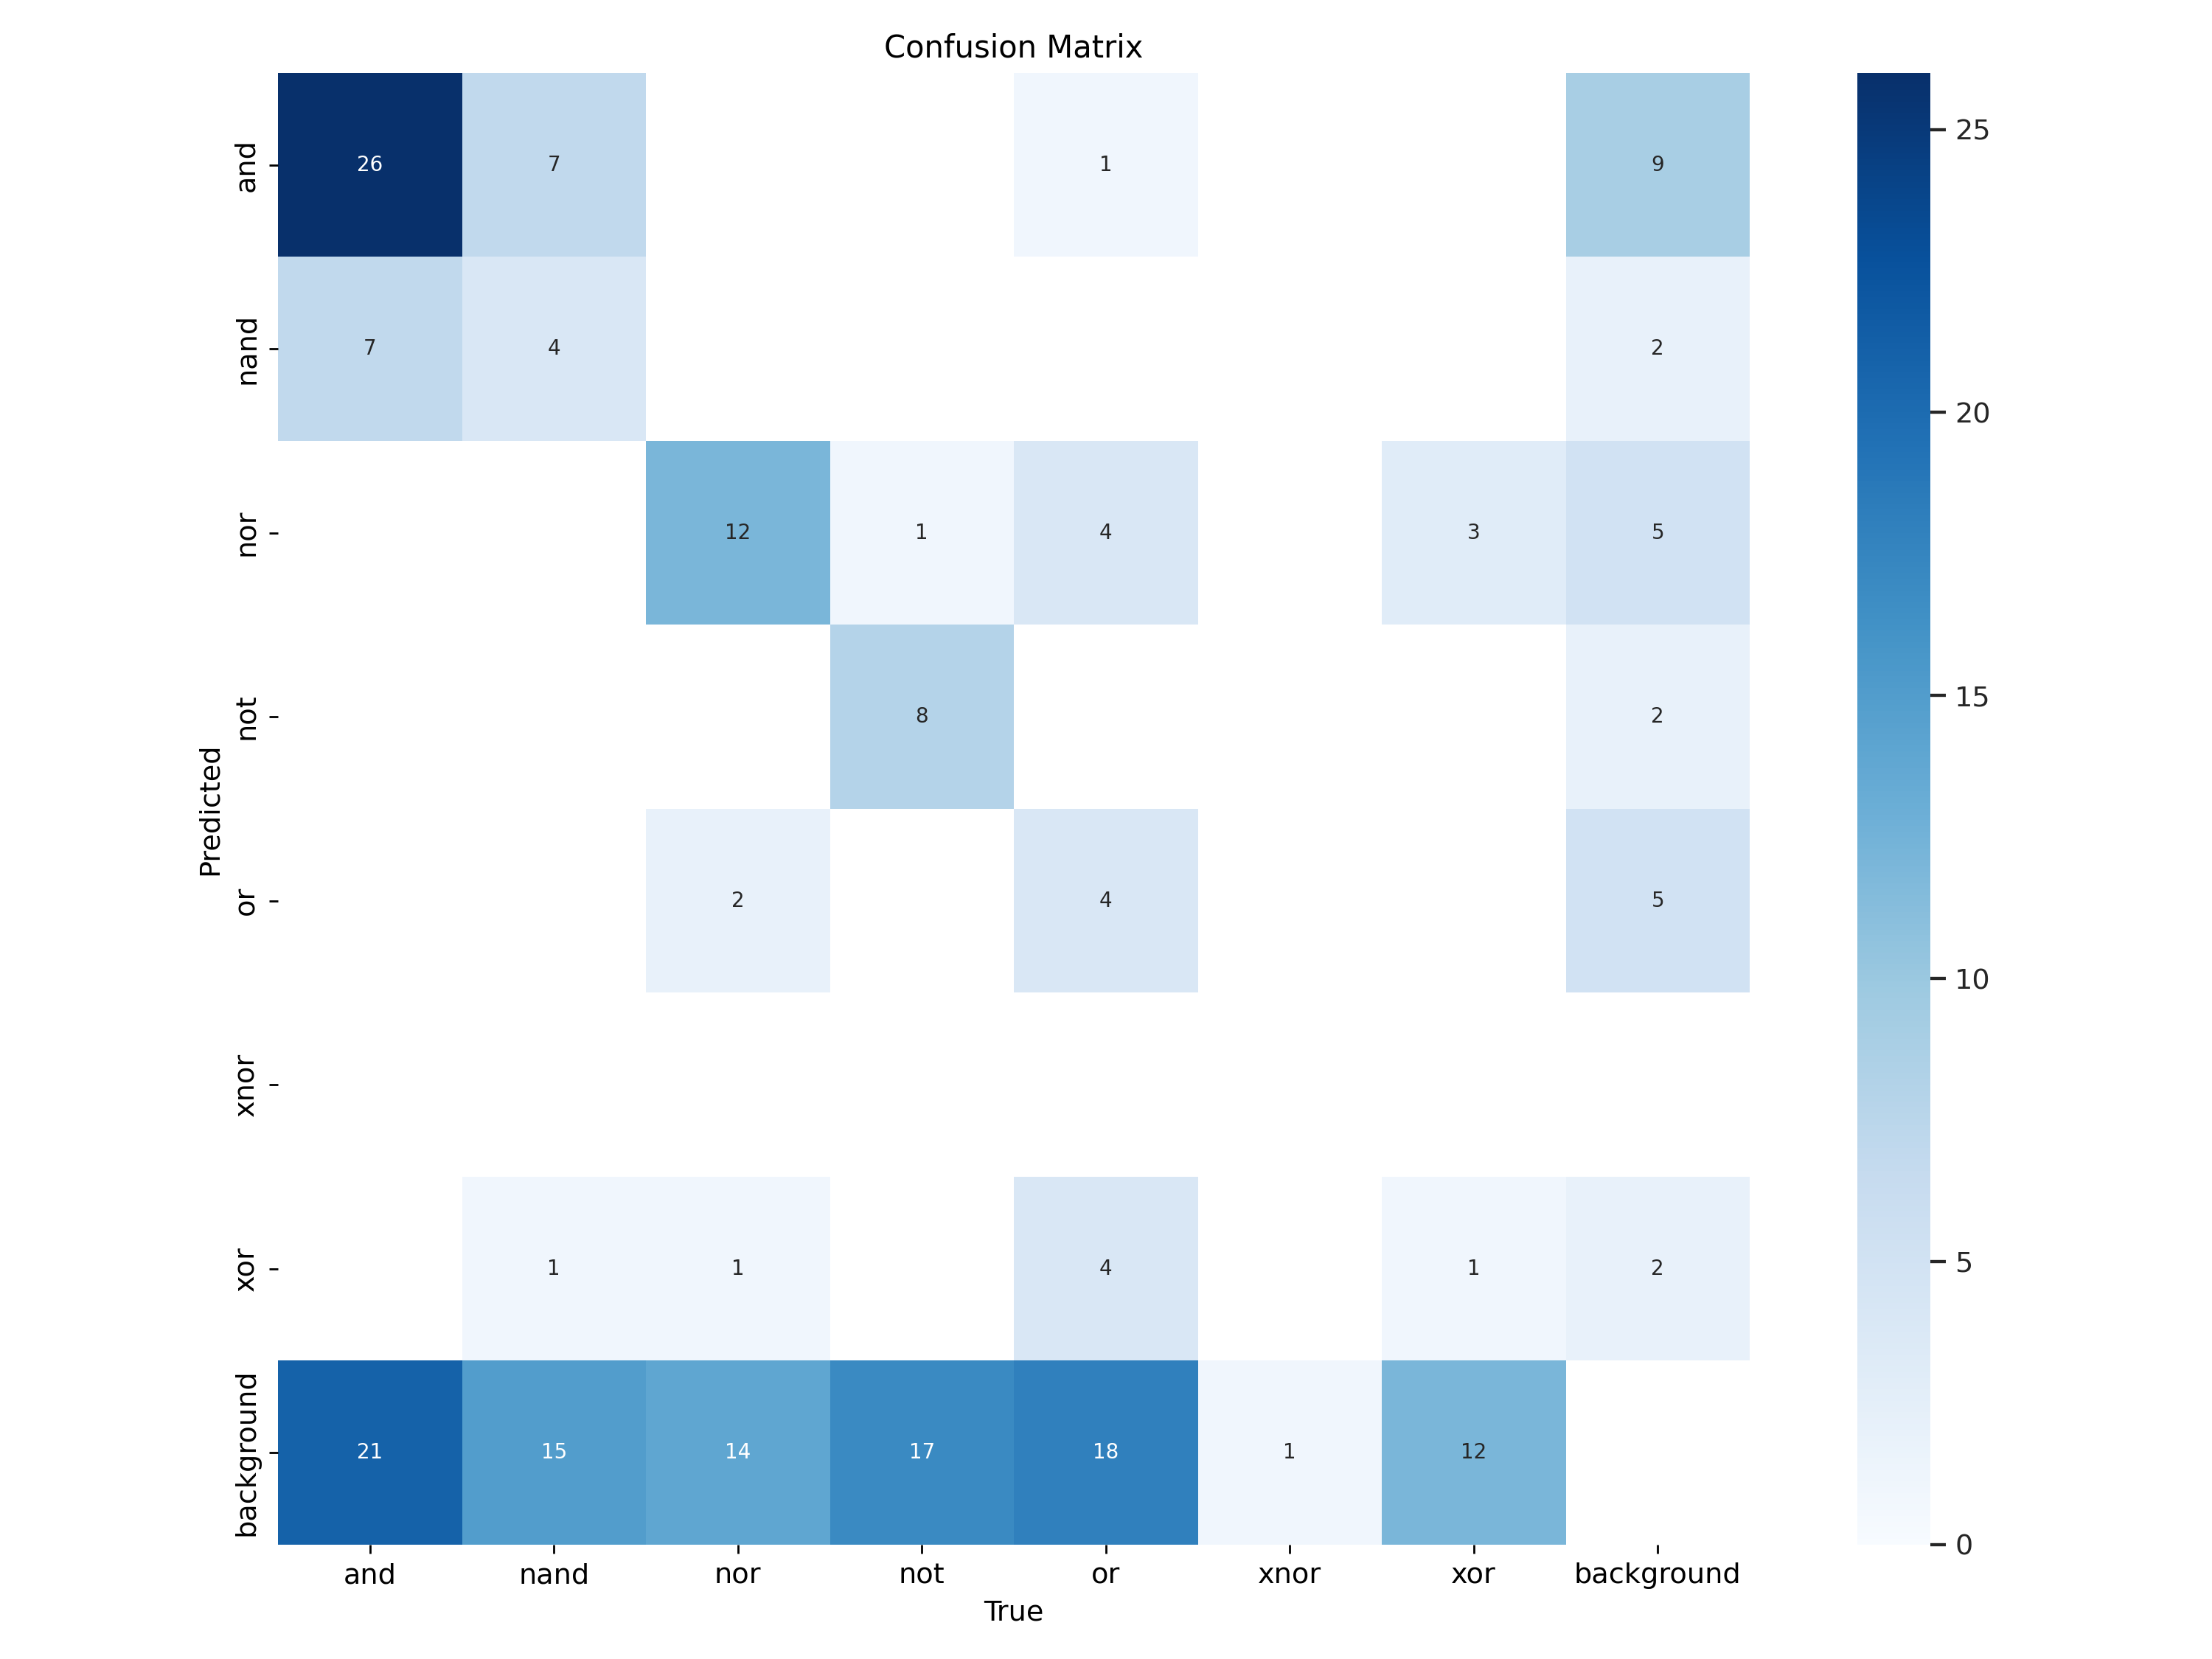 Confusion Matrix
and 26 7 1 9
nand 7 4 2
nor 12 1 4 3 5
not 8 2
or 2 4 5
xnor
xor 1 1 4 1 2
background 21 15 14 17 18 1 12
and nand nor not or xnor xor background
True
Predicted
25
20
15
10
5
0